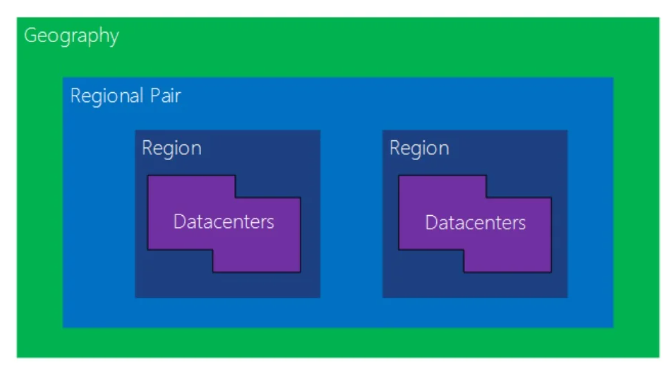 Geography
Regional Pair
Region
Region
Datacenters
Datacenters